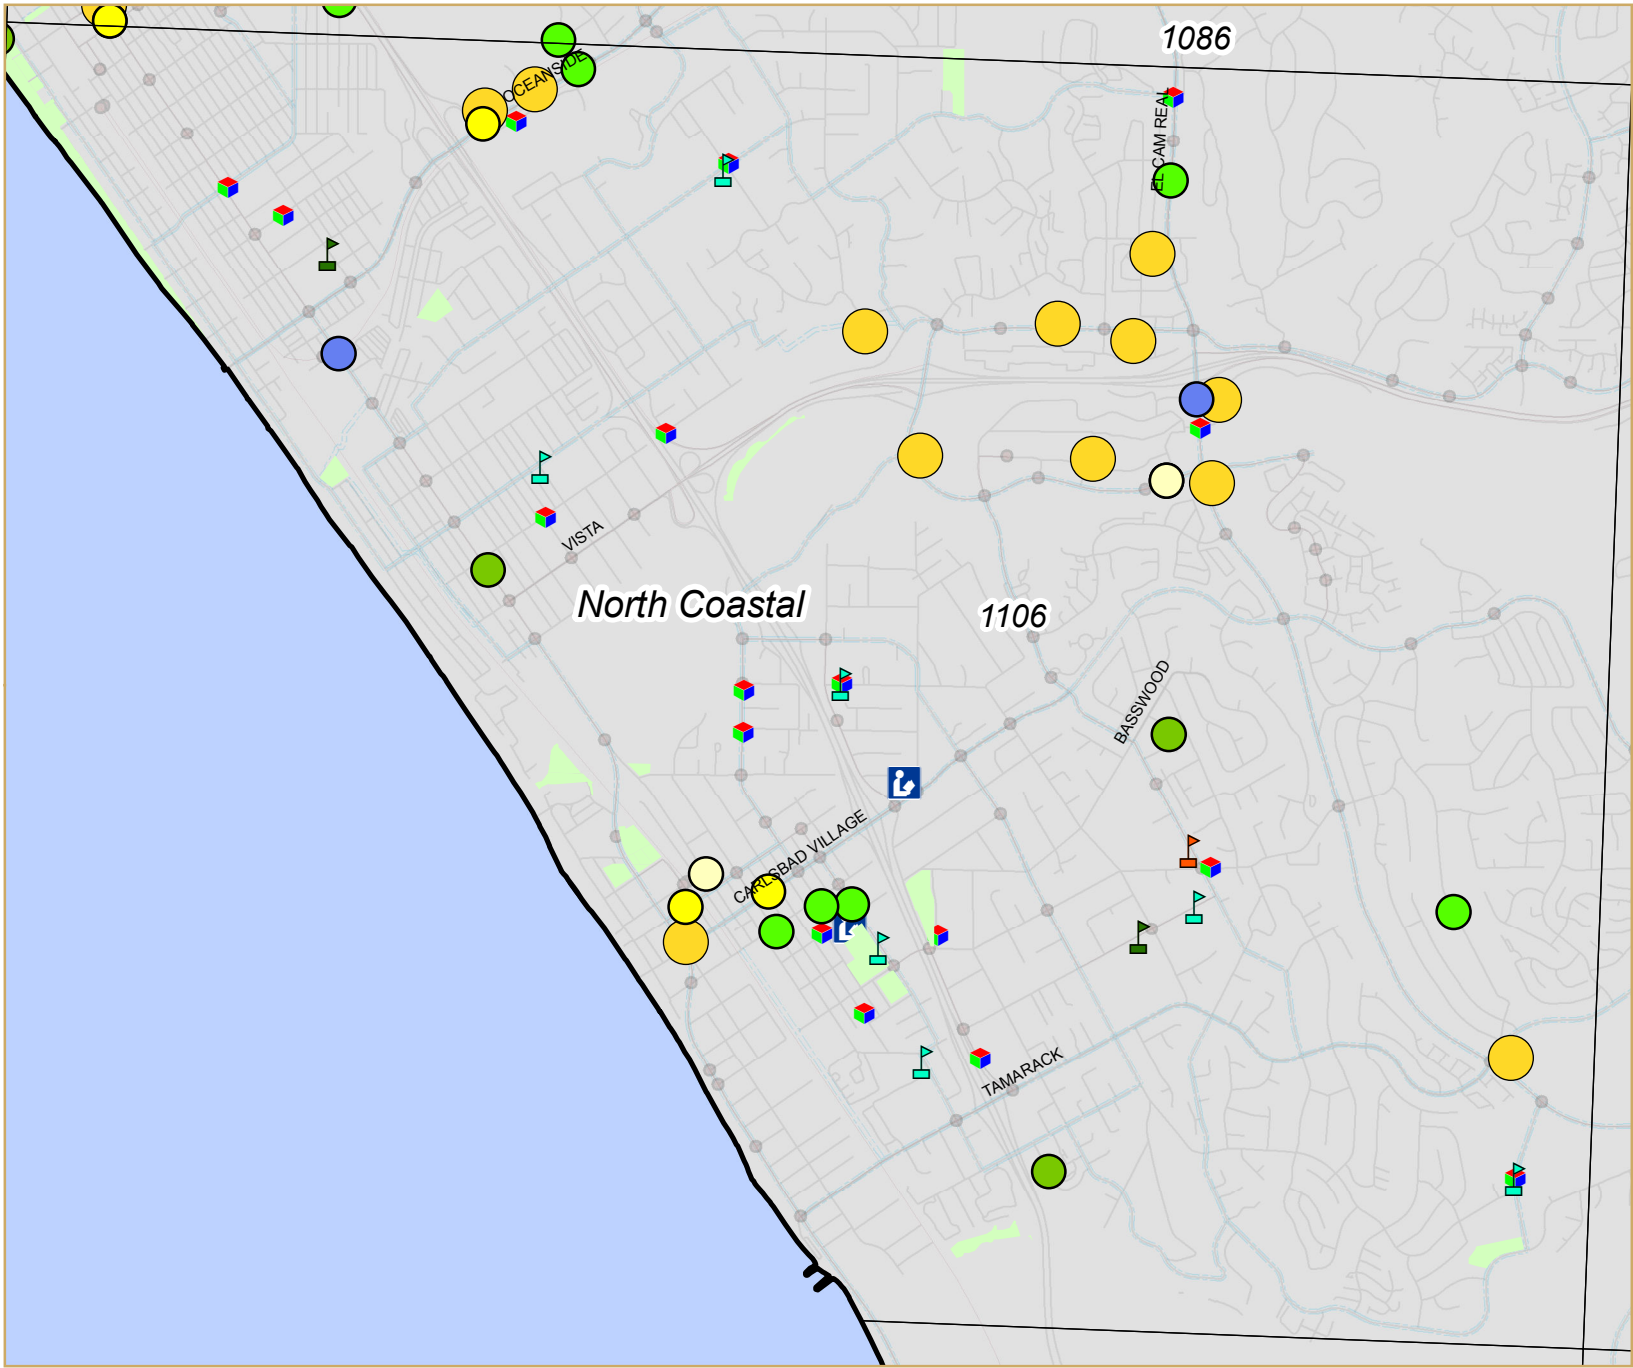 1086
OCEANSIDE
EL CAM REAL
VISTA
North Coastal
1106
BASSWOOD
CARLSBAD VILLAGE
TAMARACK